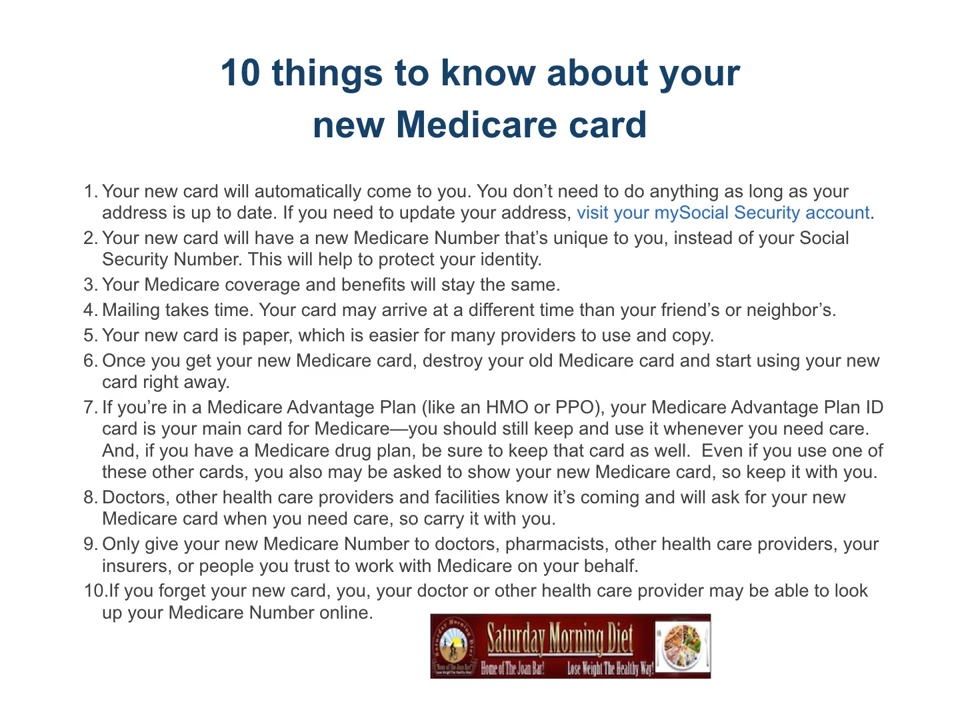 10 things to know about your
new Medicare card
1. Your new card will automatically come to you. You don’t need to do anything as long as your
address is up to date. If you need to update your address, visit your mySocial Security account.
2. Your new card will have a new Medicare Number that’s unique to you, instead of your Social
Security Number. This will help to protect your identity.
3. Your Medicare coverage and benefits will stay the same.
4. Mailing takes time. Your card may arrive at a different time than your friend’s or neighbor’s.
5. Your new card is paper, which is easier for many providers to use and copy.
6. Once you get your new Medicare card, destroy your old Medicare card and start using your new
card right away.
7. If you’re in a Medicare Advantage Plan (like an HMO or PPO), your Medicare Advantage Plan ID
card is your main card for Medicare—you should still keep and use it whenever you need care.
And, if you have a Medicare drug plan, be sure to keep that card as well.  Even if you use one of
these other cards, you also may be asked to show your new Medicare card, so keep it with you.
8. Doctors, other health care providers and facilities know it’s coming and will ask for your new
Medicare card when you need care, so carry it with you.
9. Only give your new Medicare Number to doctors, pharmacists, other health care providers, your
insurers, or people you trust to work with Medicare on your behalf.
10.If you forget your new card, you, your doctor or other health care provider may be able to look
up your Medicare Number online.
Saturday Morning Diet
Home of The Joan Bar! Lose Weight The Healthy Way!